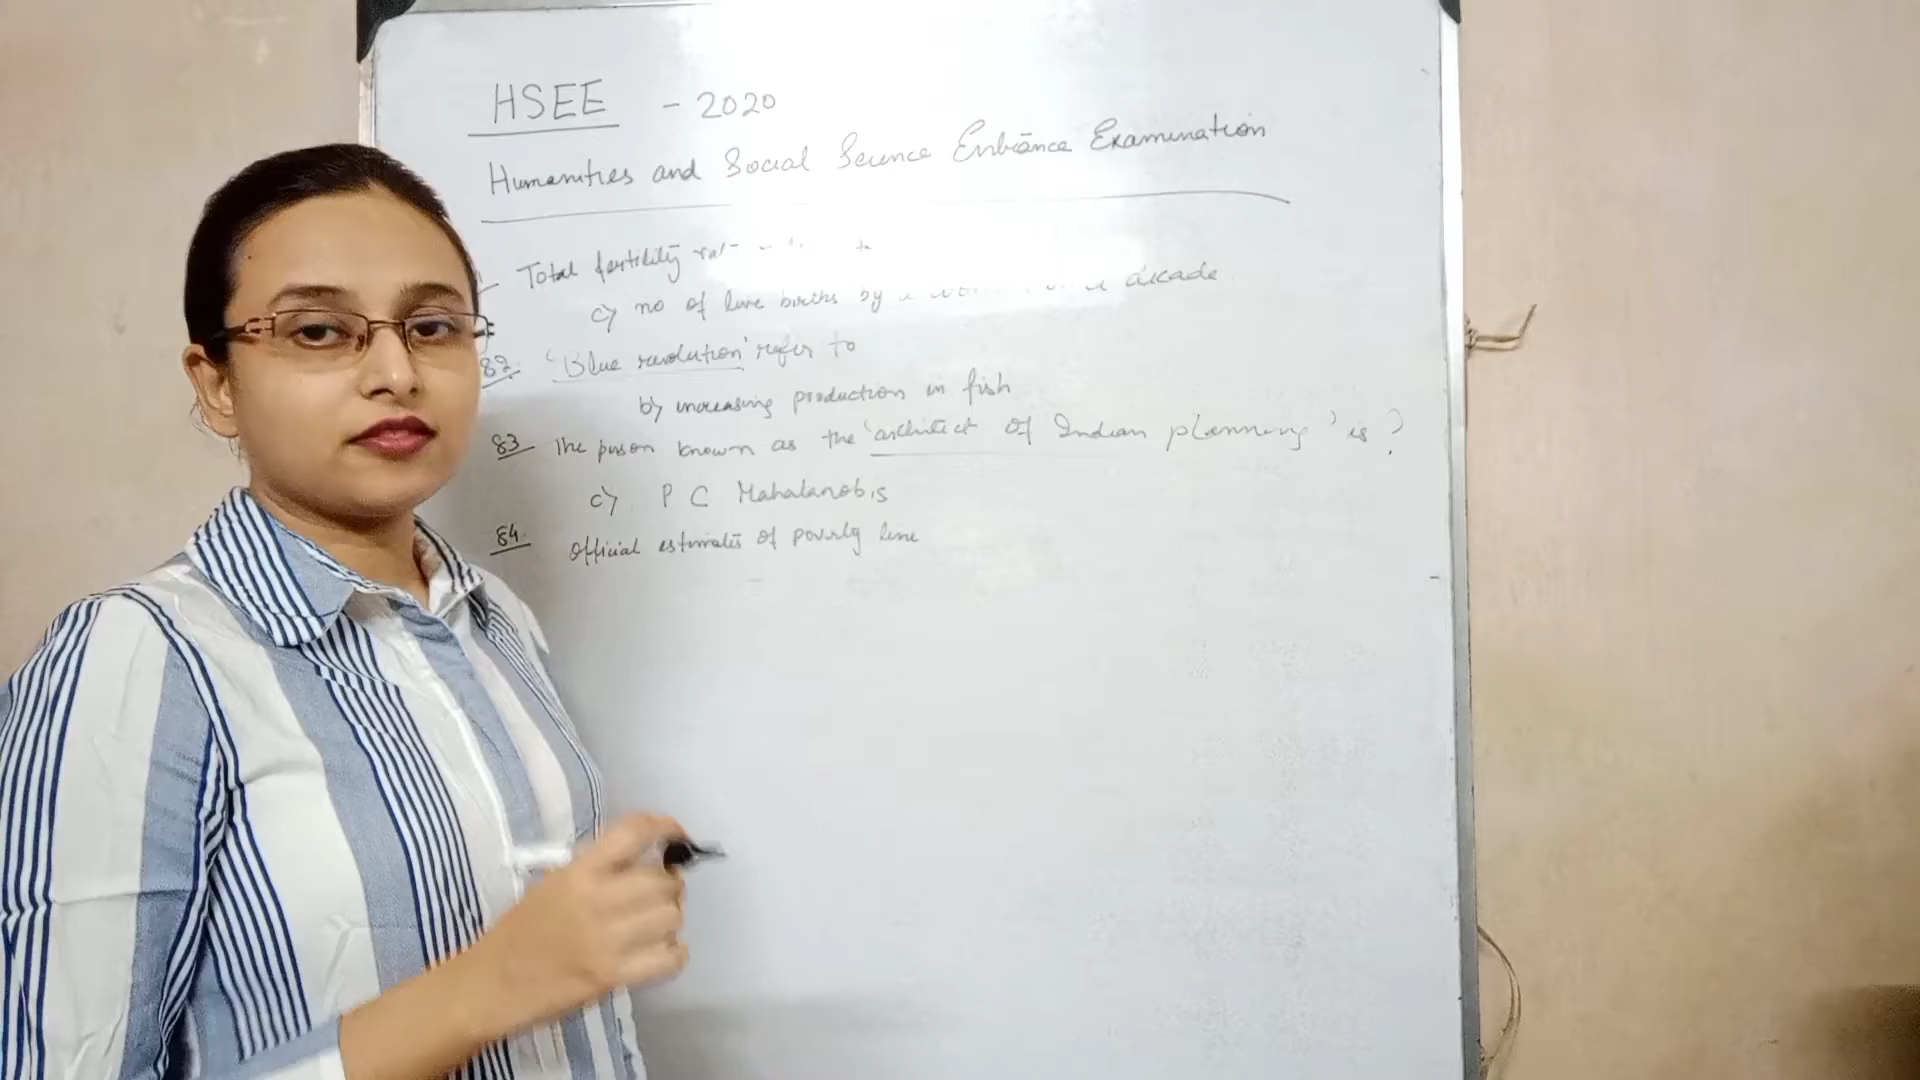 HSEE - 2020
Humanities and Social Science Entrance Examination
Total fertility
c) no of live births by decade
82. 'Blue revolution' refer to
b) increasing production in fish
83 The person known as the 'architect of Indian planning' is ?
c) P C Mahalanobis
84. Official estimates of poverty line